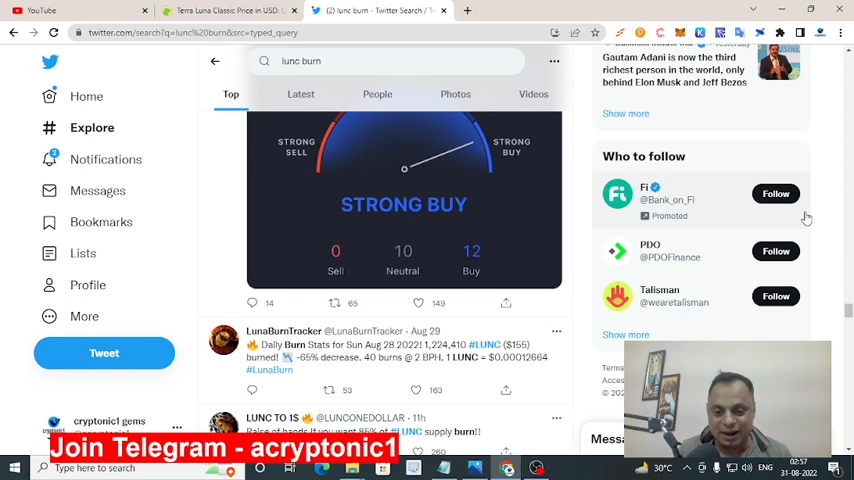 YouTube
Terra Luna Classic Price in USD: L
(2) lunc burn - Twitter Search / Tw
twitter.com/search?q=lunc%20burn&src=typed_query
lunc burn
Top
Latest
People
Photos
Videos
Home
Explore
2
Notifications
Messages
Bookmarks
Lists
Profile
More
Tweet
cryptonic1 gems
STRONG
SELL
STRONG
BUY
STRONG BUY
0
10
12
Sell
Neutral
Buy
14
65
149
LunaBurnTracker @LunaBurnTracker · Aug 29
Daily Burn Stats for Sun Aug 28 2022! 1,224,410 #LUNC ($155)
burned! -65% decrease. 40 burns @ 2 BPH. 1 LUNC = $0.00012664
#LunaBurn
53
163
LUNC TO 1$ @LUNCONEDOLLAR · 11h
Raise of hands If you want 85% of #LUNC supply burn!!
260
Gautam Adani is now the third
richest person in the world, only
behind Elon Musk and Jeff Bezos
Show more
Who to follow
Fi
@Bank_on_Fi
Promoted
Follow
PDO
@PDOFinance
Follow
Talisman
@wearetalisman
Follow
Show more
Terms
© 202
Messa
Join Telegram - acryptonic1
Type here to search
30°C
ENG
02:57
31-08-2022